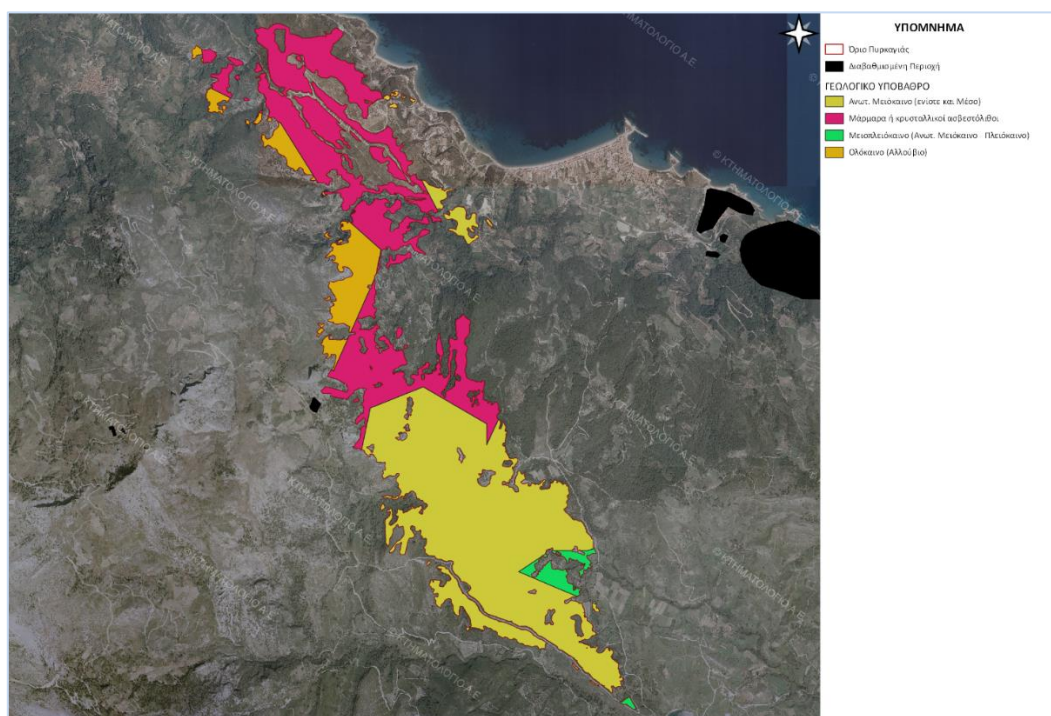 ΥΠΟΜΝΗΜΑ
Όριο Πυρκαγιάς
Διαβαθμισμένη Περιοχή
ΓΕΩΛΟΓΙΚΟ ΥΠΟΒΑΘΡΟ
Ανωτ. Μειόκαινο (ενίοτε και Μέσο)
Μάρμαρα ή κρυσταλλικοί ασβεστόλιθοι
Μειοπλειόκαινο (Ανωτ. Μειόκαινο - Πλειόκαινο)
Ολόκαινο (Αλλούβιο)
© ΚΤΗΜΑΤΟΛΟΓΙΟ Α.Ε.